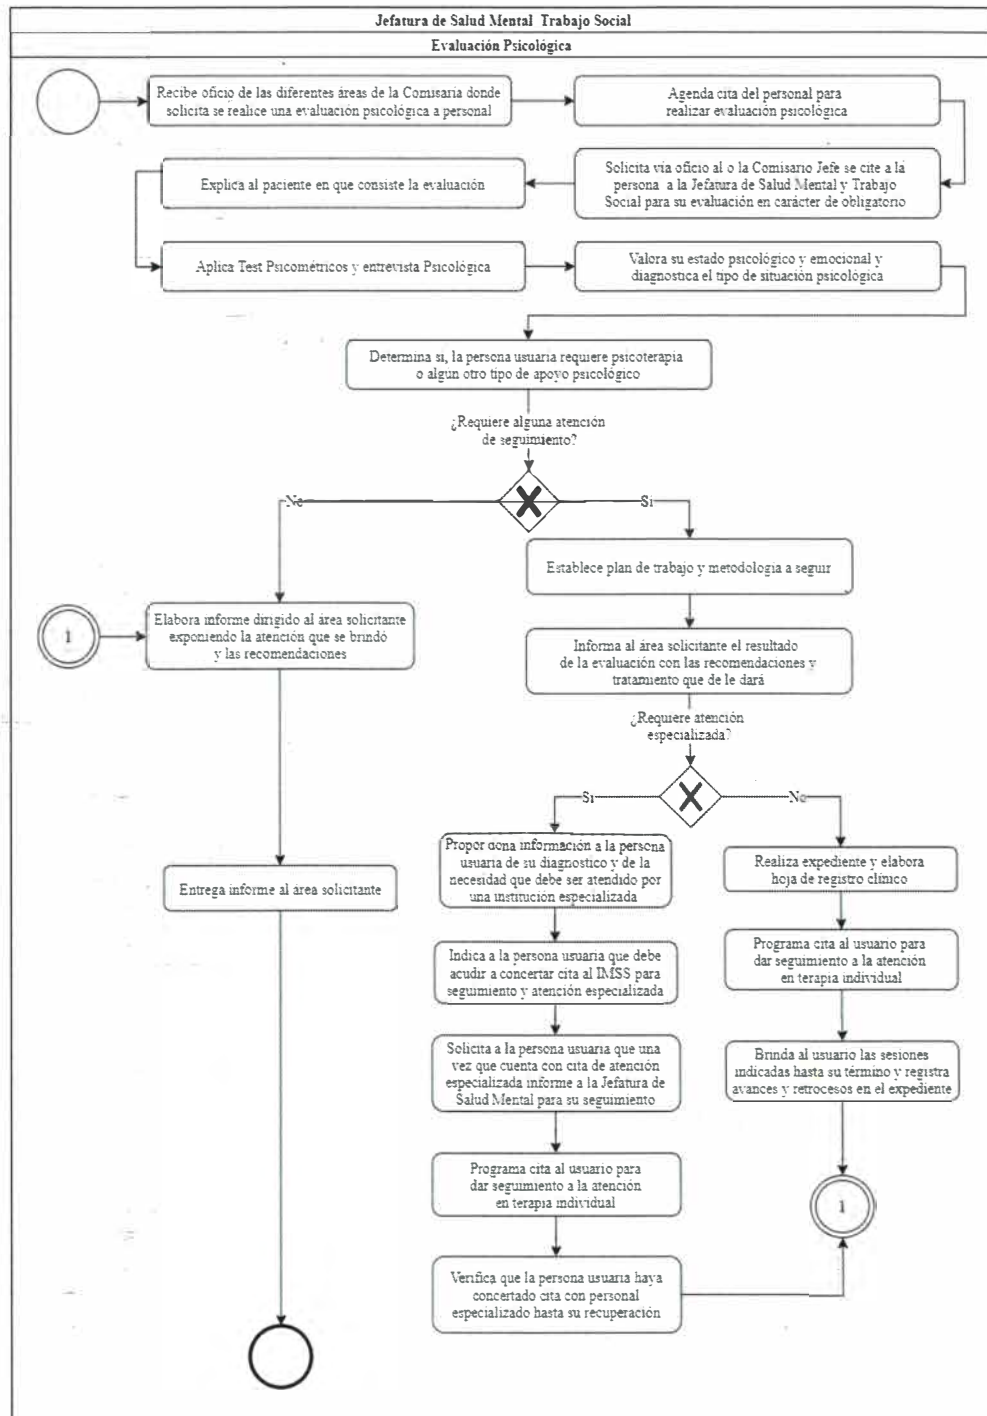 Jefatura de Salud Mental Trabajo Social
Evaluación Psicológica
Recibe oficio de las diferentes áreas de la Comisaría donde
solicita se realice una evaluación psicológica a personal
Agenda cita del personal para
realizar evaluación psicológica
Explica al paciente en que consiste la evaluación
Solicita vía oficio al o la Comisario Jefe se cite a la
persona a la Jefatura de Salud Mental y Trabajo
Social para su evaluación en carácter de obligatorio
Aplica Test Psicométricos y entrevista Psicológica
Valora su estado psicológico y emocional y
diagnostica el tipo de situación psicológica
Determina si, la persona usuaria requiere psicoterapia
o algun otro tipo de apoyo psicológico
¿Requiere alguna atención
de seguimiento?
No
Si
Establece plan de trabajo y metodologia a seguir
1
Elabora informe dirigido al área solicitante
exponiendo la atención que se brindó
y las recomendaciones
Informa al área solicitante el resultado
de la evaluación con las recomendaciones y
tratamiento que de le dará
¿Requiere atención
especializada?
Si
No
Proporciona información a la persona
usuaria de su diagnostico y de la
necesidad que debe ser atendido por
una institución especializada
Realiza expediente y elabora
hoja de registro clínico
Entrega informe al área solicitante
Indica a la persona usuaria que debe
acudir a concertar cita al IMSS para
seguimiento y atención especializada
Programa cita al usuario para
dar seguimiento a la atención
en terapia individual
Solicita a la persona usuaria que una
vez que cuenta con cita de atención
especializada informe a la Jefatura de
Salud Mental para su seguimiento
Brinda al usuario las sesiones
indicadas hasta su término y registra
avances y retrocesos en el expediente
Programa cita al usuario para
dar seguimiento a la atención
en terapia individual
1
Verifica que la persona usuaria haya
concertado cita con personal
especializado hasta su recuperación